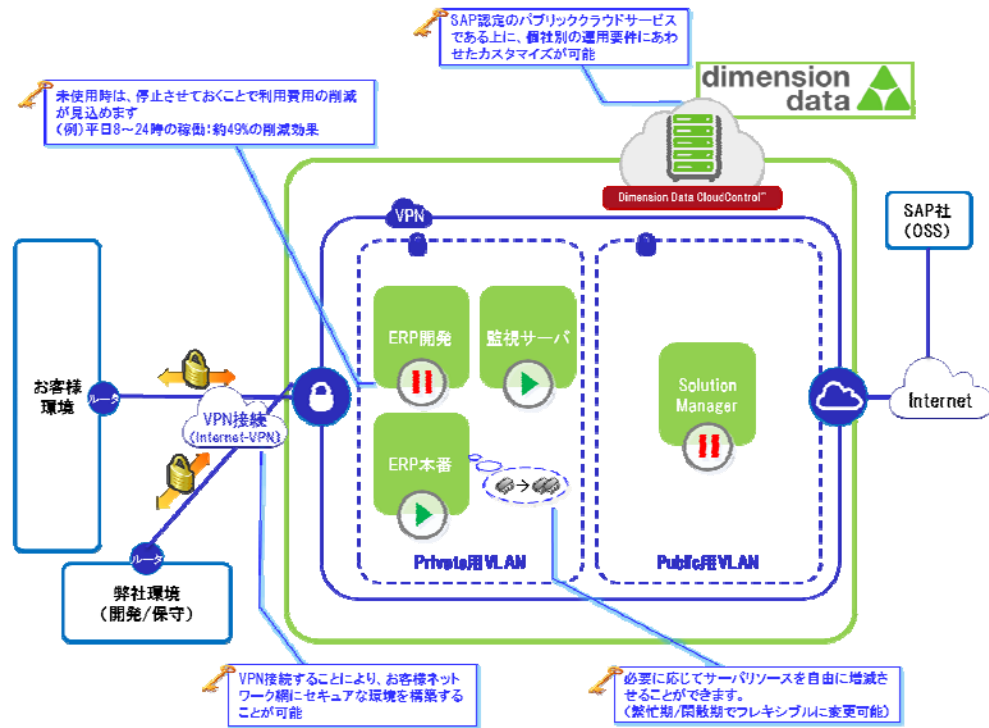 SAP認定のパブリッククラウドサービス
である上に、個社別の運用要件にあわ
せたカスタマイズが可能
dimension
data
未使用時は、停止させておくことで利用費用の削減
が見込めます
(例)平日8～24時の稼働：約49%の削減効果
Dimension Data CloudControl™
VPN
SAP社
(OSS)
ERP開発
監視サーバ
お客様
環境
ルータ
VPN接続
(Internet-VPN)
Solution
Manager
Internet
ERP本番
Private用VLAN
Public用VLAN
ルータ
弊社環境
(開発/保守)
VPN接続することにより、お客様ネット
ワーク網にセキュアな環境を構築する
ことが可能
必要に応じてサーバリソースを自由に増減さ
せることができます。
(繁忙期/閑散期でフレキシブルに変更可能)